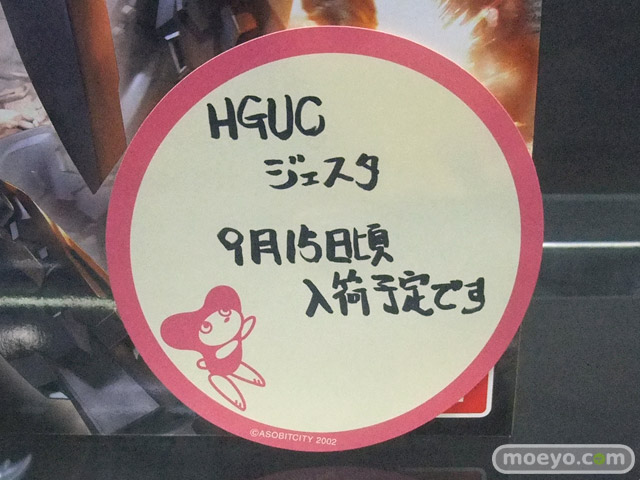 HGUC
ジェスタ
9月15日頃
入荷予定です
©ASOBITCITY 2002
moeyo.com